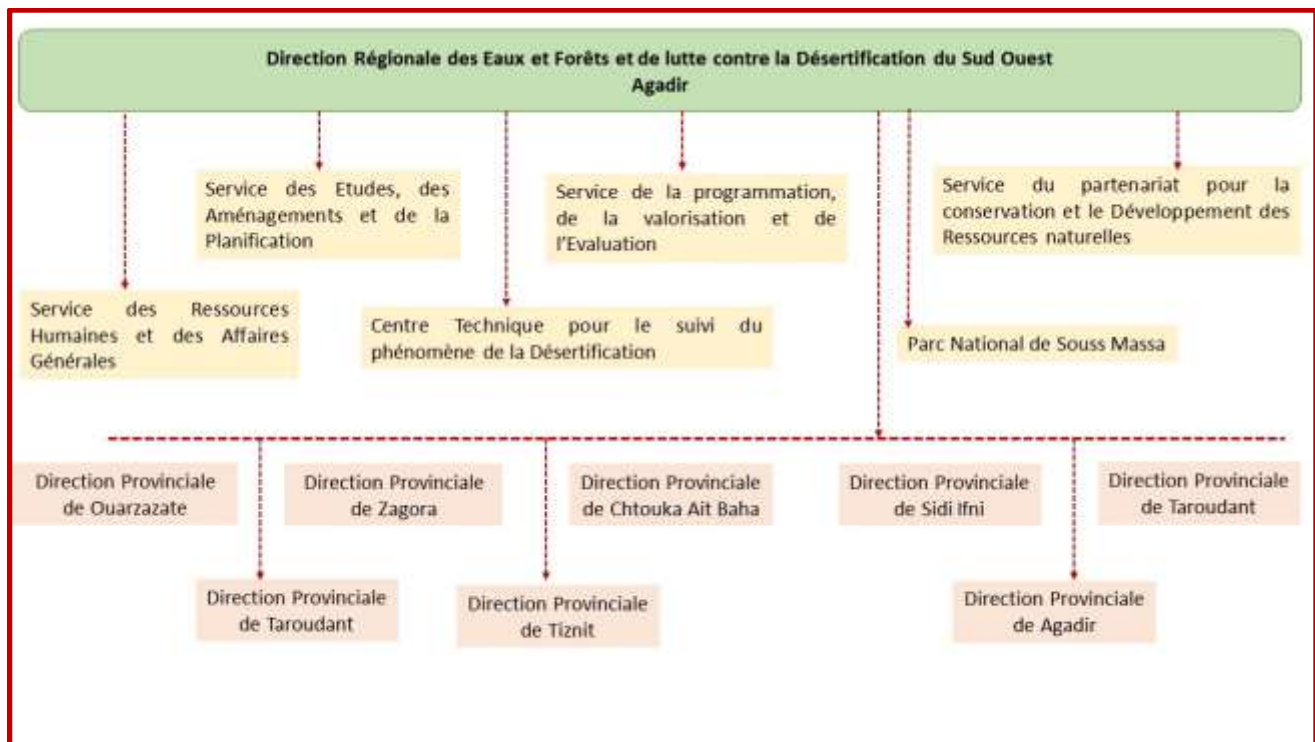 Direction Régionale des Eaux et Forêts et de lutte contre la Désertification du Sud Ouest
Agadir
Service des Etudes, des
Aménagements et de la
Planification
Service de la programmation,
de la valorisation et de
l'Evaluation
Service du partenariat pour la
conservation et le Développement des
Ressources naturelles
Service des Ressources
Humaines et des Affaires
Générales
Centre Technique pour le suivi du
phénomène de la Désertification
Parc National de Souss Massa
Direction Provinciale
de Ouarzazate
Direction Provinciale
de Zagora
Direction Provinciale
de Chtouka Ait Baha
Direction Provinciale
de Sidi Ifni
Direction Provinciale
de Taroudant
Direction Provinciale
de Taroudant
Direction Provinciale
de Tiznit
Direction Provinciale
de Agadir